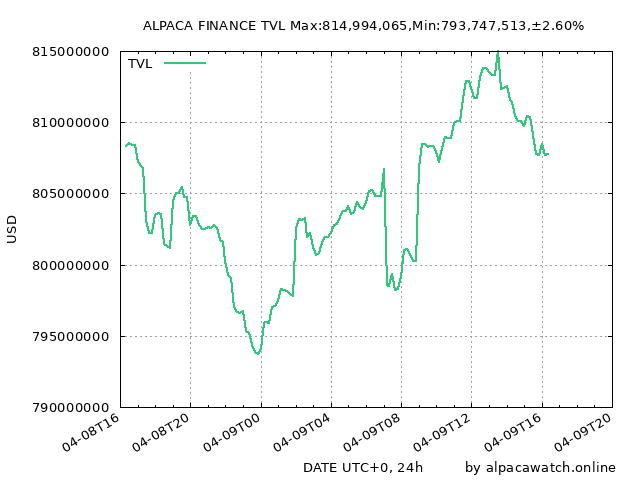 ALPACA FINANCE TVL Max:814,994,065,Min:793,747,513,±2.60%
815000000
TVL
810000000
805000000
USD
800000000
795000000
790000000
04-08T16
04-08T20
04-09T00
04-09T04
04-09T08
04-09T12
04-09T16
04-09T20
DATE UTC+0, 24h
by alpacawatch.online